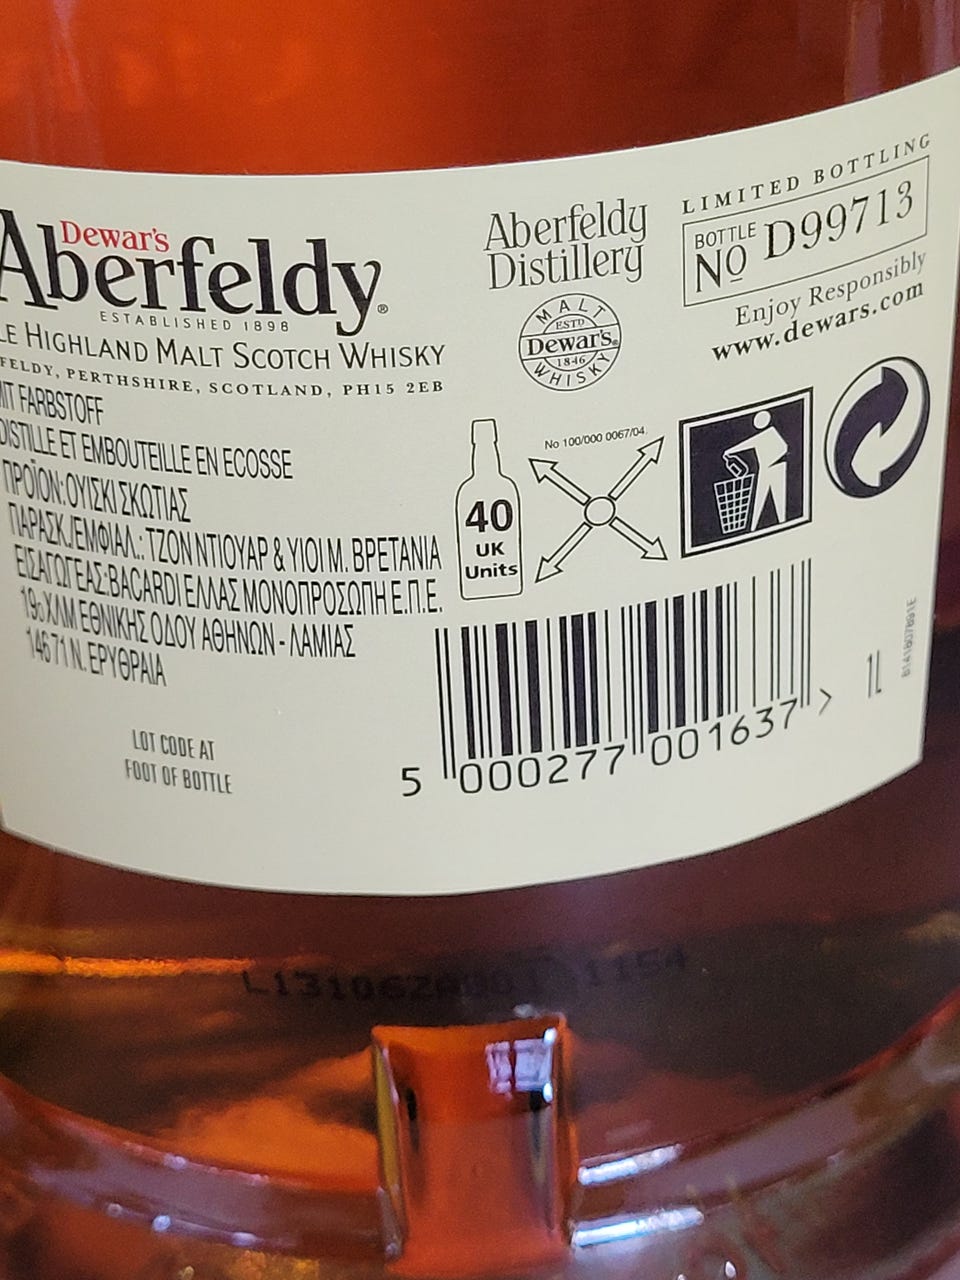 Dewar's
Aberfeldy®
ESTABLISHED 1898
LE HIGHLAND MALT SCOTCH WHISKY
FELDY, PERTHSHIRE, SCOTLAND, PH15 2EB
MIT FARBSTOFF
DISTILLE ET EMBOUTEILLE EN ECOSSE
ΠΡΟΪΟΝ: ΟΥΙΣΚΙ ΣΚΩΤΙΑΣ
ΠΑΡΑΣΚ./ΕΜΦΙΑΛ.: ΤΖΟΝ ΝΤΙΟΥΑΡ & ΥΙΟΙ Μ. ΒΡΕΤΑΝΙΑ
ΕΙΣΑΓΩΓΕΑΣ: BACARDI ΕΛΛΑΣ ΜΟΝΟΠΡΟΣΩΠΗ Ε.Π.Ε.
19ο ΧΛΜ ΕΘΝΙΚΗΣ ΟΔΟΥ ΑΘΗΝΩΝ - ΛΑΜΙΑΣ
14671 Ν. ΕΡΥΘΡΑΙΑ
LOT CODE AT
FOOT OF BOTTLE
Aberfeldy
Distillery
MALT
ESTD
Dewar's®
1846
WHISKY
LIMITED BOTTLING
BOTTLE
NO D99713
Enjoy Responsibly
www.dewars.com
40
UK
Units
No 100/000 0067/04.
5 000277 001637 >
1L
1154